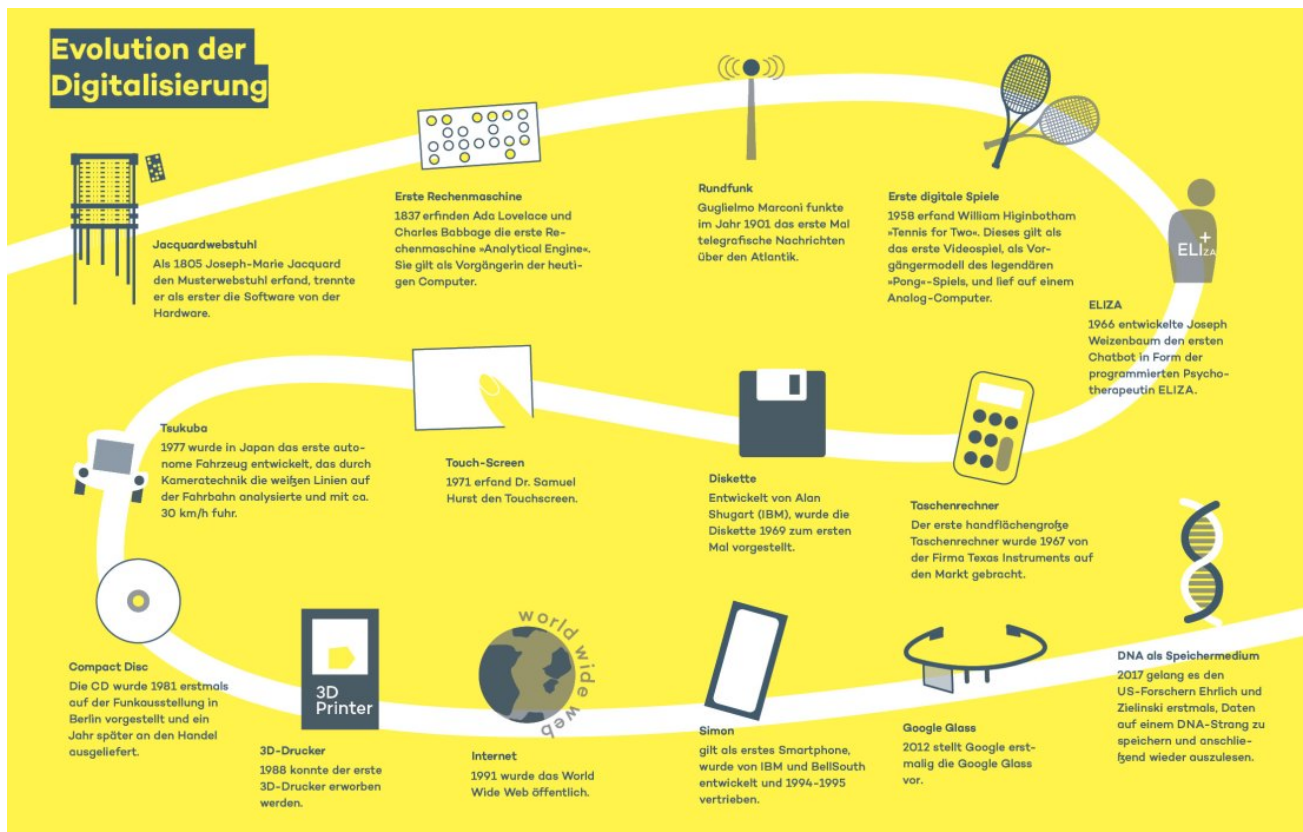 Evolution der
Digitalisierung
Jacquardwebstuhl
Als 1805 Joseph-Marie Jacquard
den Musterwebstuhl erfand, trennte
er als erster die Software von der
Hardware.
Erste Rechenmaschine
1837 erfinden Ada Lovelace und
Charles Babbage die erste Re-
chenmaschine »Analytical Engine«.
Sie gilt als Vorgängerin der heuti-
gen Computer.
Rundfunk
Guglielmo Marconi funkte
im Jahr 1901 das erste Mal
telegrafische Nachrichten
über den Atlantik.
Erste digitale Spiele
1958 erfand William Higinbotham
»Tennis for Two«. Dieses gilt als
das erste Videospiel, als Vor-
gängermodell des legendären
»Pong«-Spiels, und lief auf einem
Analog-Computer.
ELIZA
ELIZA
1966 entwickelte Joseph
Weizenbaum den ersten
Chatbot in Form der
programmierten Psycho-
therapeutin ELIZA.
Taschenrechner
Der erste handflächengroße
Taschenrechner wurde 1967 von
der Firma Texas Instruments auf
den Markt gebracht.
Diskette
Entwickelt von Alan
Shugart (IBM), wurde die
Diskette 1969 zum ersten
Mal vorgestellt.
Touch-Screen
1971 erfand Dr. Samuel
Hurst den Touchscreen.
Tsukuba
1977 wurde in Japan das erste auto-
nome Fahrzeug entwickelt, das durch
Kameratechnik die weißen Linien auf
der Fahrbahn analysierte und mit ca.
30 km/h fuhr.
Compact Disc
Die CD wurde 1981 erstmals
auf der Funkausstellung in
Berlin vorgestellt und ein
Jahr später an den Handel
ausgeliefert.
3D
Printer
3D-Drucker
1988 konnte der erste
3D-Drucker erworben
werden.
world wide web
Internet
1991 wurde das World
Wide Web öffentlich.
Simon
gilt als erstes Smartphone,
wurde von IBM und BellSouth
entwickelt und 1994-1995
vertrieben.
Google Glass
2012 stellt Google erst-
malig die Google Glass
vor.
DNA als Speichermedium
2017 gelang es den
US-Forschern Ehrlich und
Zielinski erstmals, Daten
auf einem DNA-Strang zu
speichern und anschlie-
ßend wieder auszulesen.